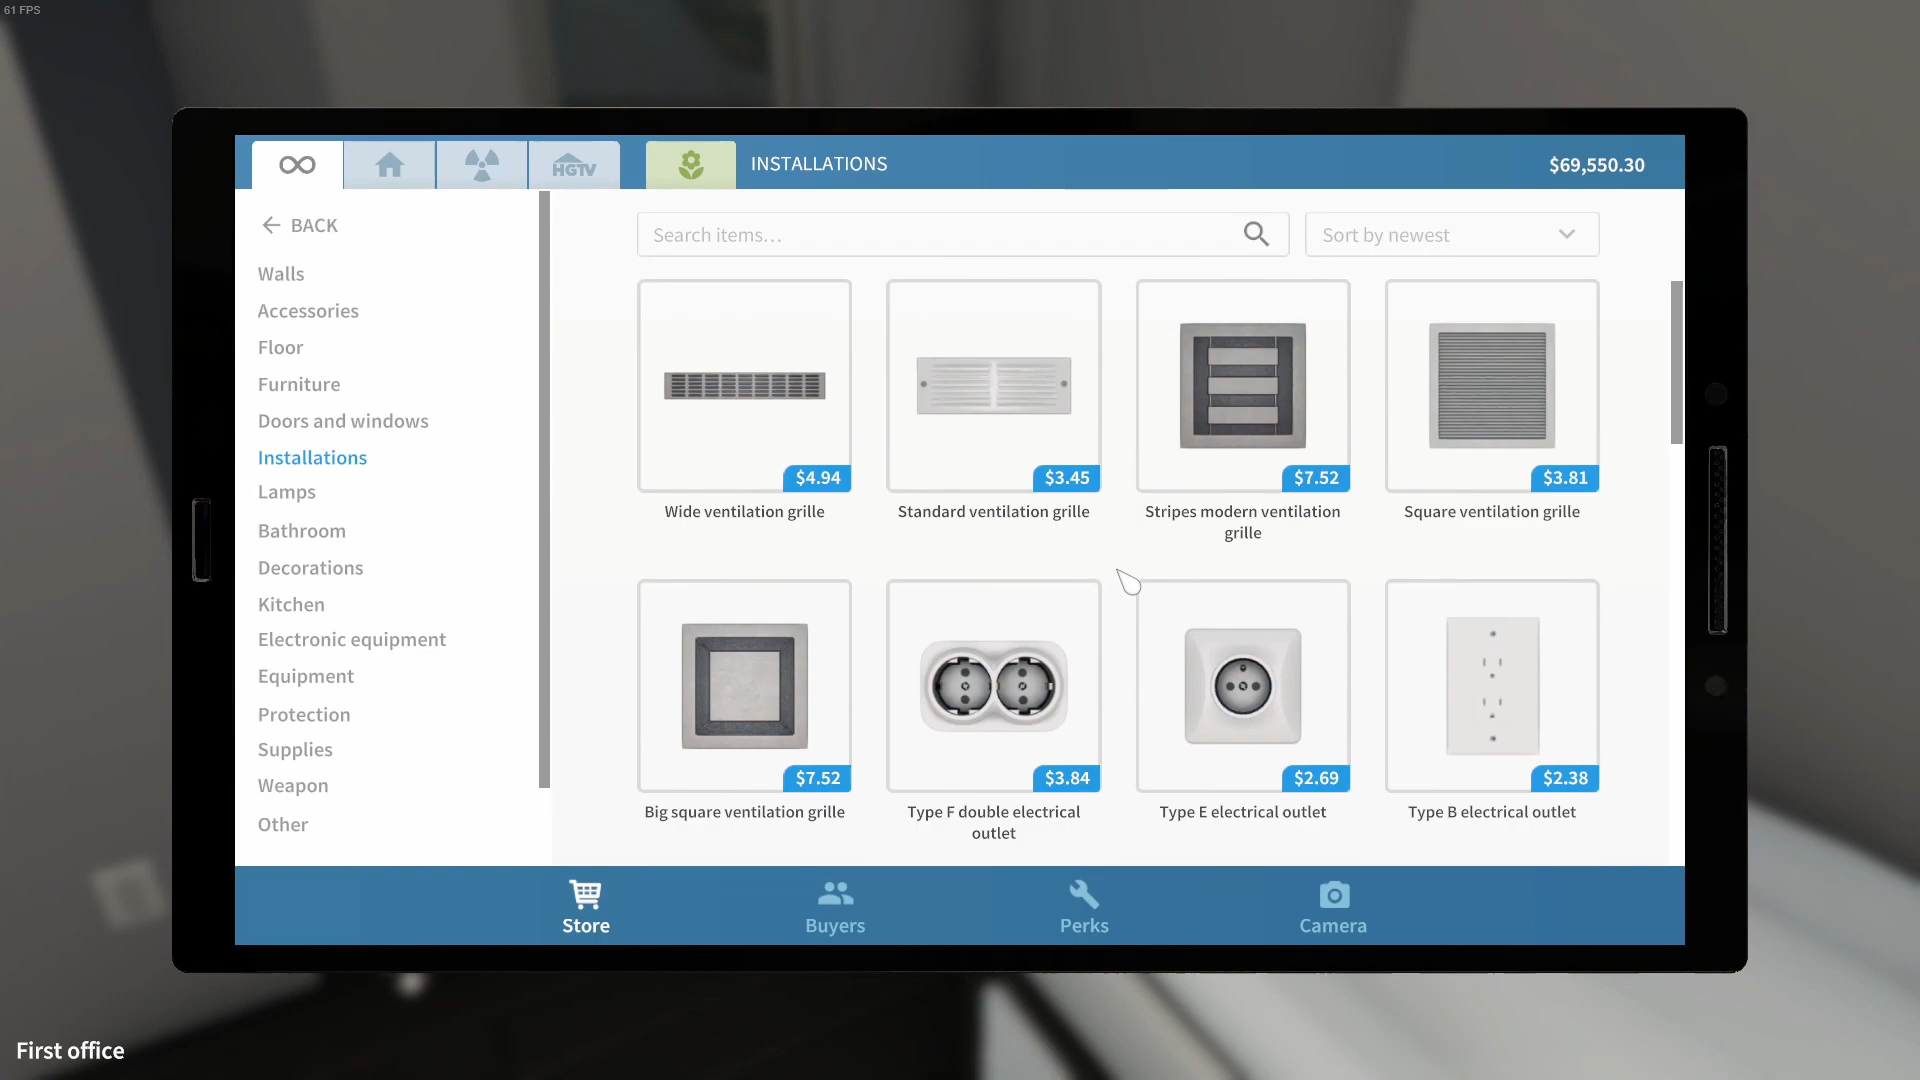 61 FPS
HGTV
INSTALLATIONS
$69,550.30
BACK
Walls
Accessories
Floor
Furniture
Doors and windows
Installations
Lamps
Bathroom
Decorations
Kitchen
Electronic equipment
Equipment
Protection
Supplies
Weapon
Other
Search items...
Sort by newest
$4.94
$3.45
$7.52
$3.81
Wide ventilation grille
Standard ventilation grille
Stripes modern ventilation
grille
Square ventilation grille
$7.52
$3.84
$2.69
$2.38
Big square ventilation grille
Type F double electrical
outlet
Type E electrical outlet
Type B electrical outlet
Store
Buyers
Perks
Camera
First office